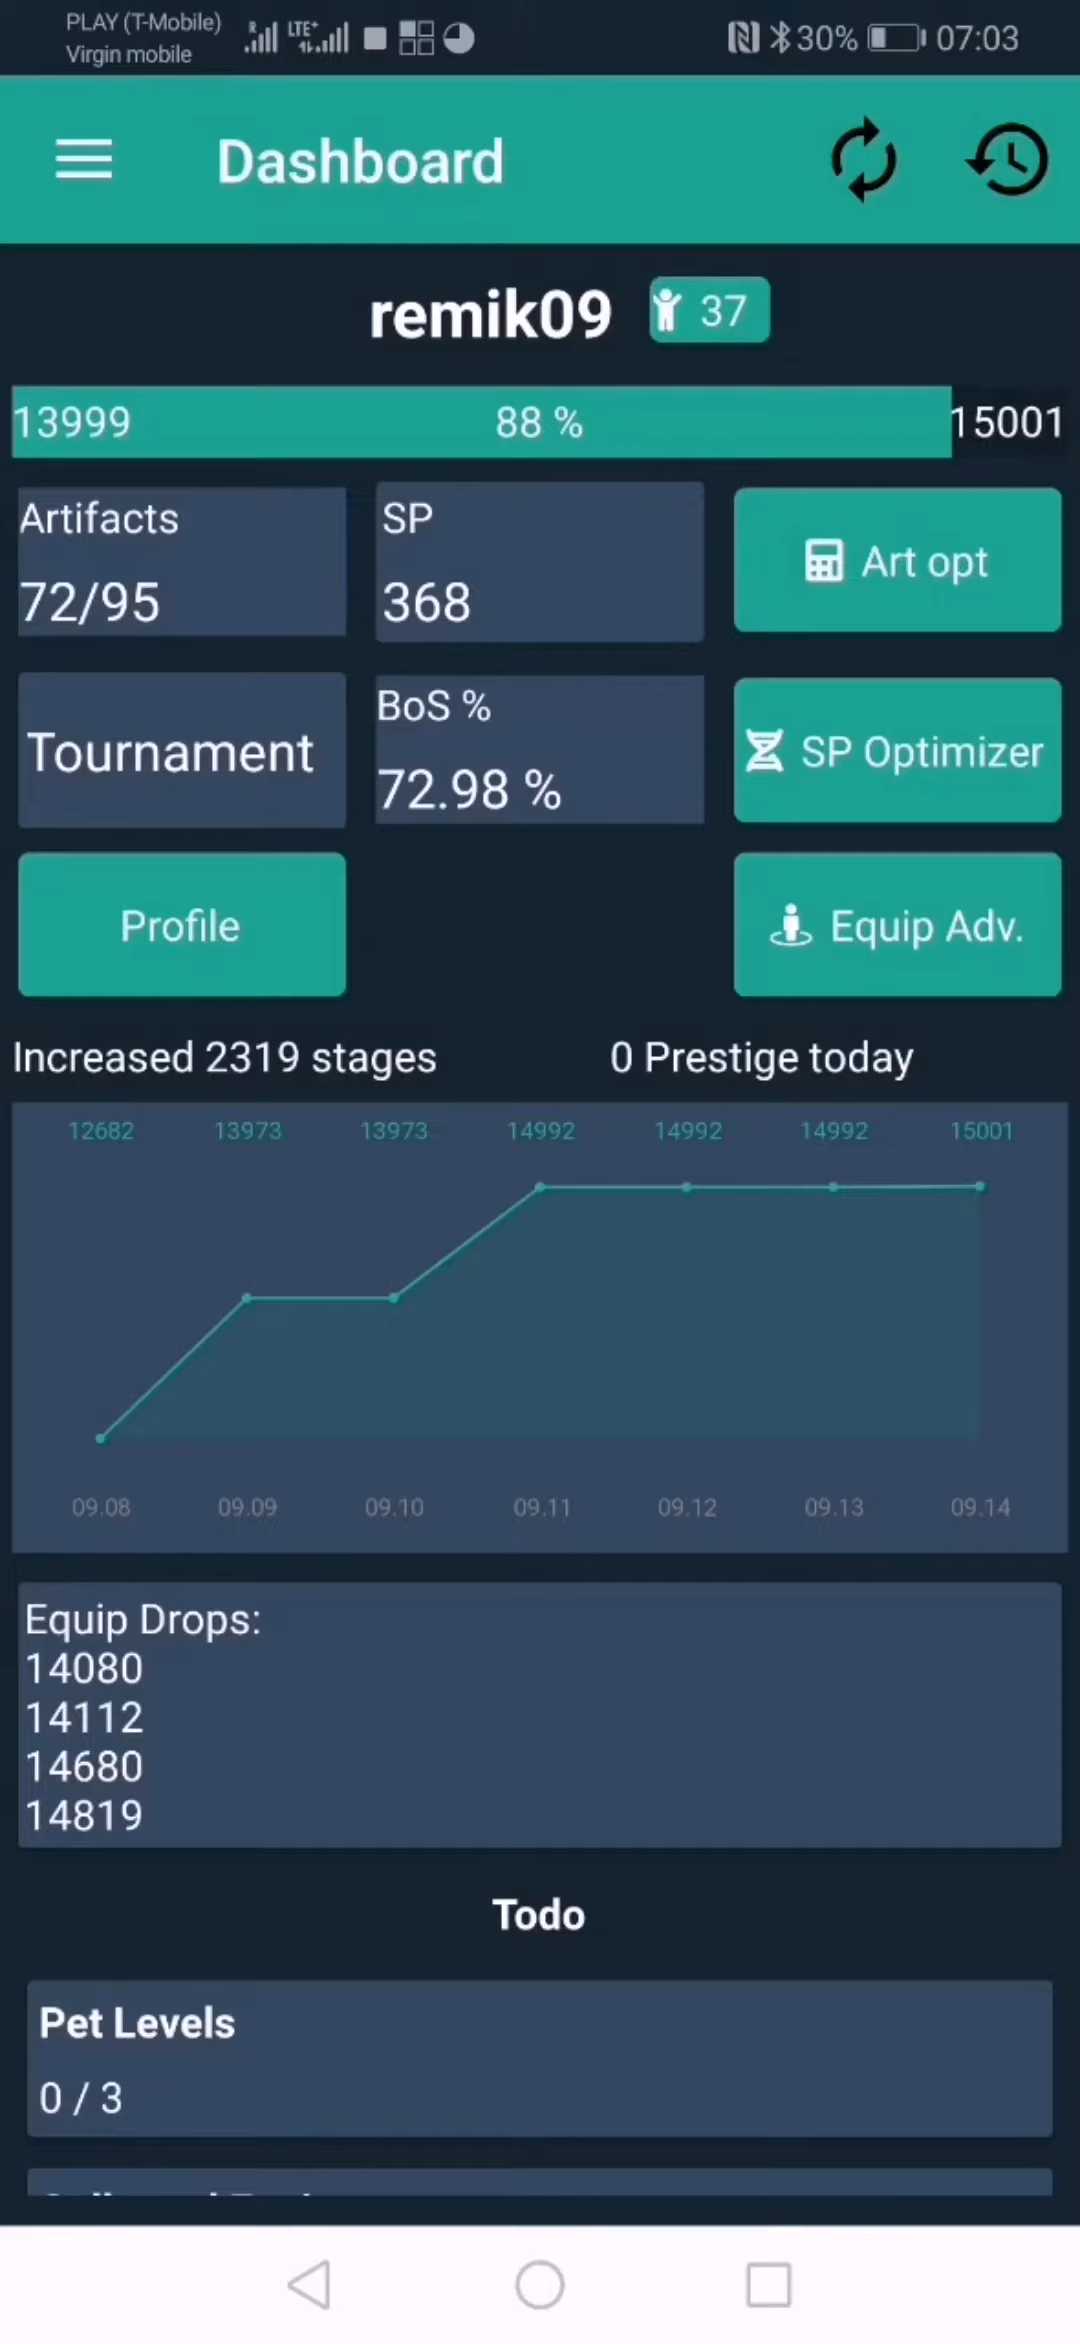 PLAY (T-Mobile)
Virgin mobile
R
LTE+
30%
07:03
Dashboard
remik09
37
13999
88 %
15001
Artifacts
72/95
SP
368
Art opt
Tournament
BoS %
72.98 %
SP Optimizer
Profile
Equip Adv.
Increased 2319 stages
0 Prestige today
12682 13973 13973 14992 14992 14992 15001
09.08 09.09 09.10 09.11 09.12 09.13 09.14
Equip Drops:
14080
14112
14680
14819
Todo
Pet Levels
0 / 3